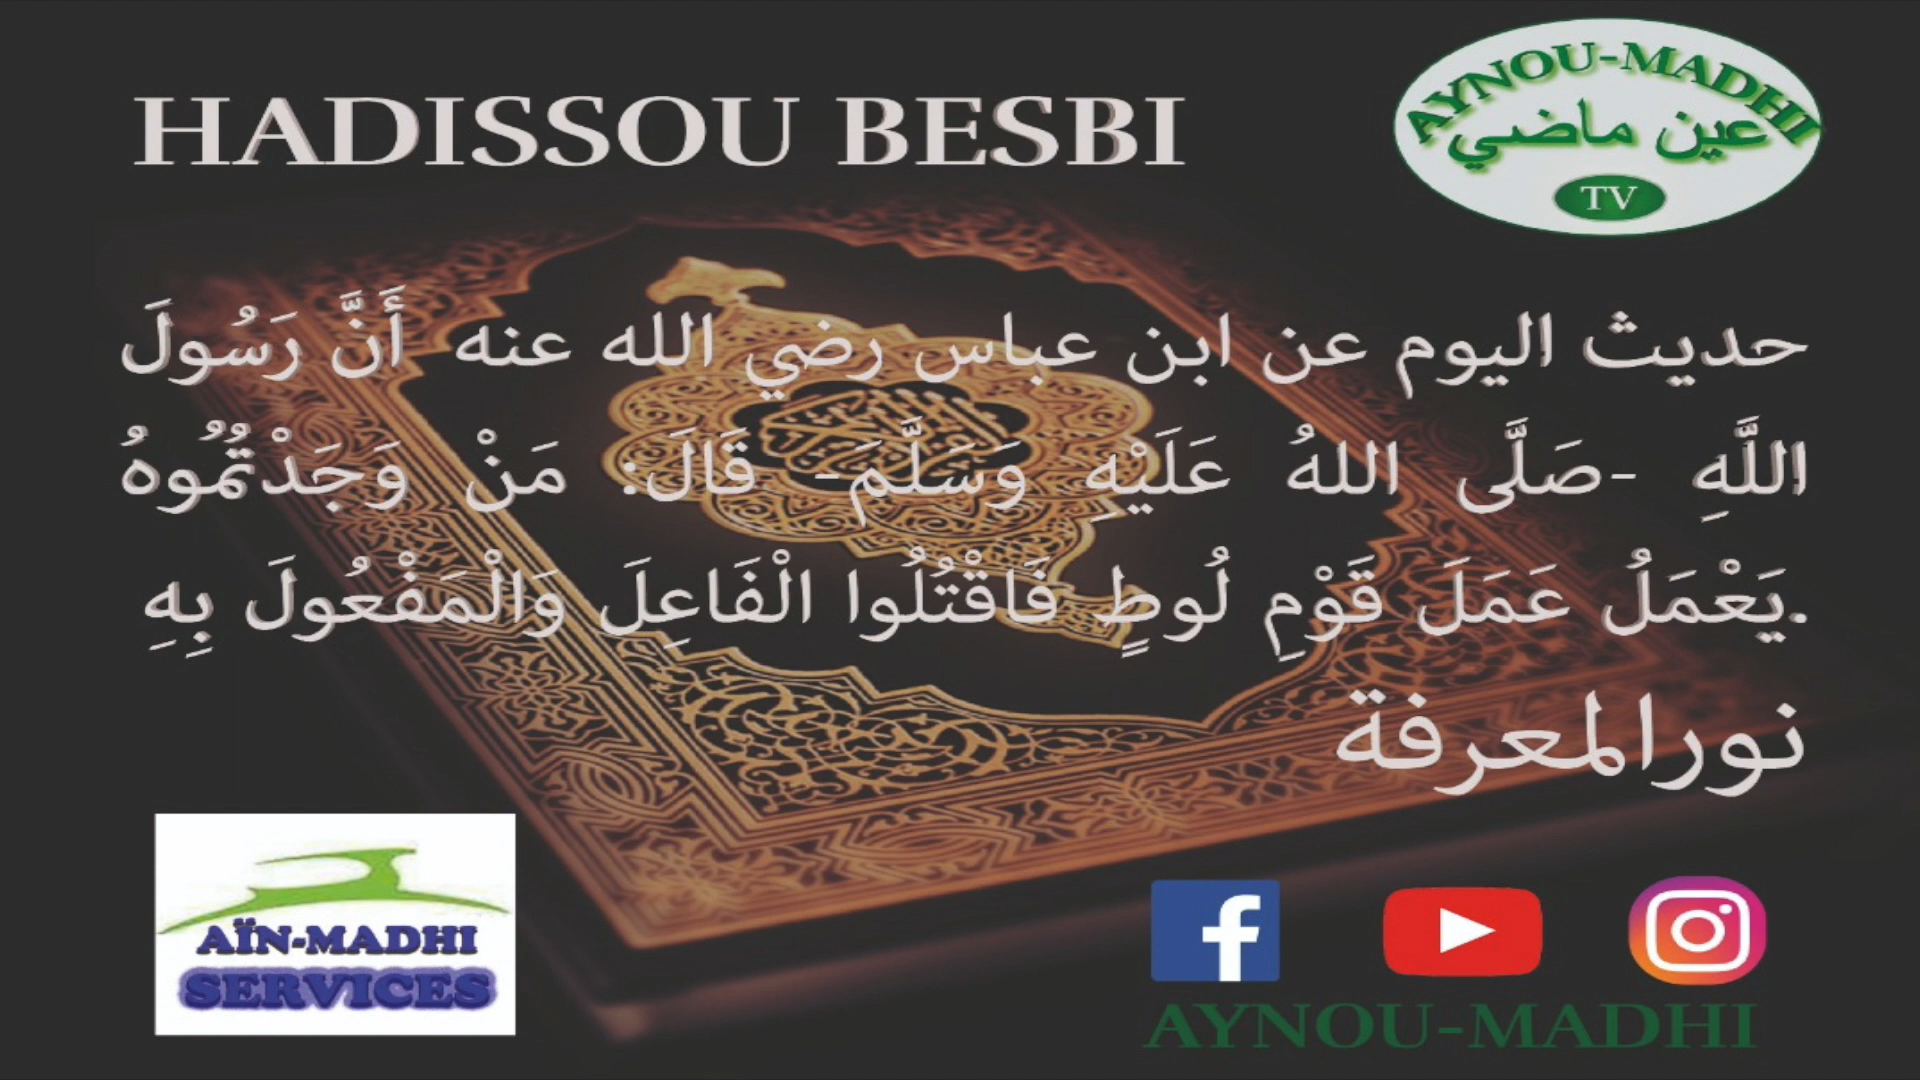 HADISSOU BESBI
AYNOU-MADHI
عين ماضي
TV
حديث اليوم عن ابن عباس رضي الله عنه أَنَّ رَسُولَ
اللَّهِ -صَلَّى اللهُ عَلَيْهِ وَسَلَّمَ- قَالَ: مَنْ وَجَدْتُمُوهُ
.يَعْمَلُ عَمَلَ قَوْمِ لُوطٍ فَاقْتُلُوا الْفَاعِلَ وَالْمَفْعُولَ بِهِ
نورالمعرفة
AÏN-MADHI
SERVICES
AYNOU-MADHI